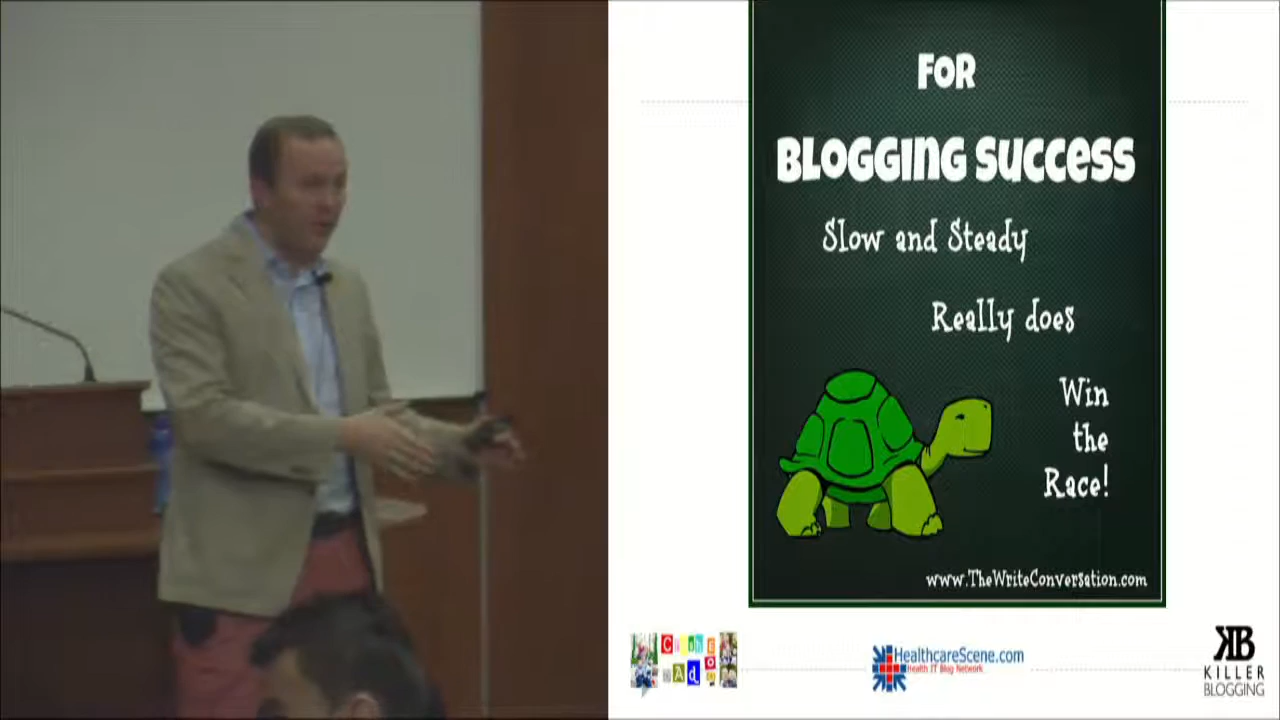 FOR
BLOGGING SUCCESS
Slow and Steady
Really does
Win
the
Race!
www.TheWriteConversation.com
HealthcareScene.com
Health IT Blog Network
KB
KILLER
BLOGGING